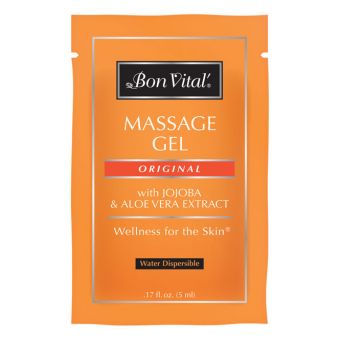 Bon Vital'
MASSAGE
GEL
ORIGINAL
with JOJOBA
& ALOE VERA EXTRACT
Wellness for the Skin®
Water Dispersible
.17 fl. oz. (5 ml)